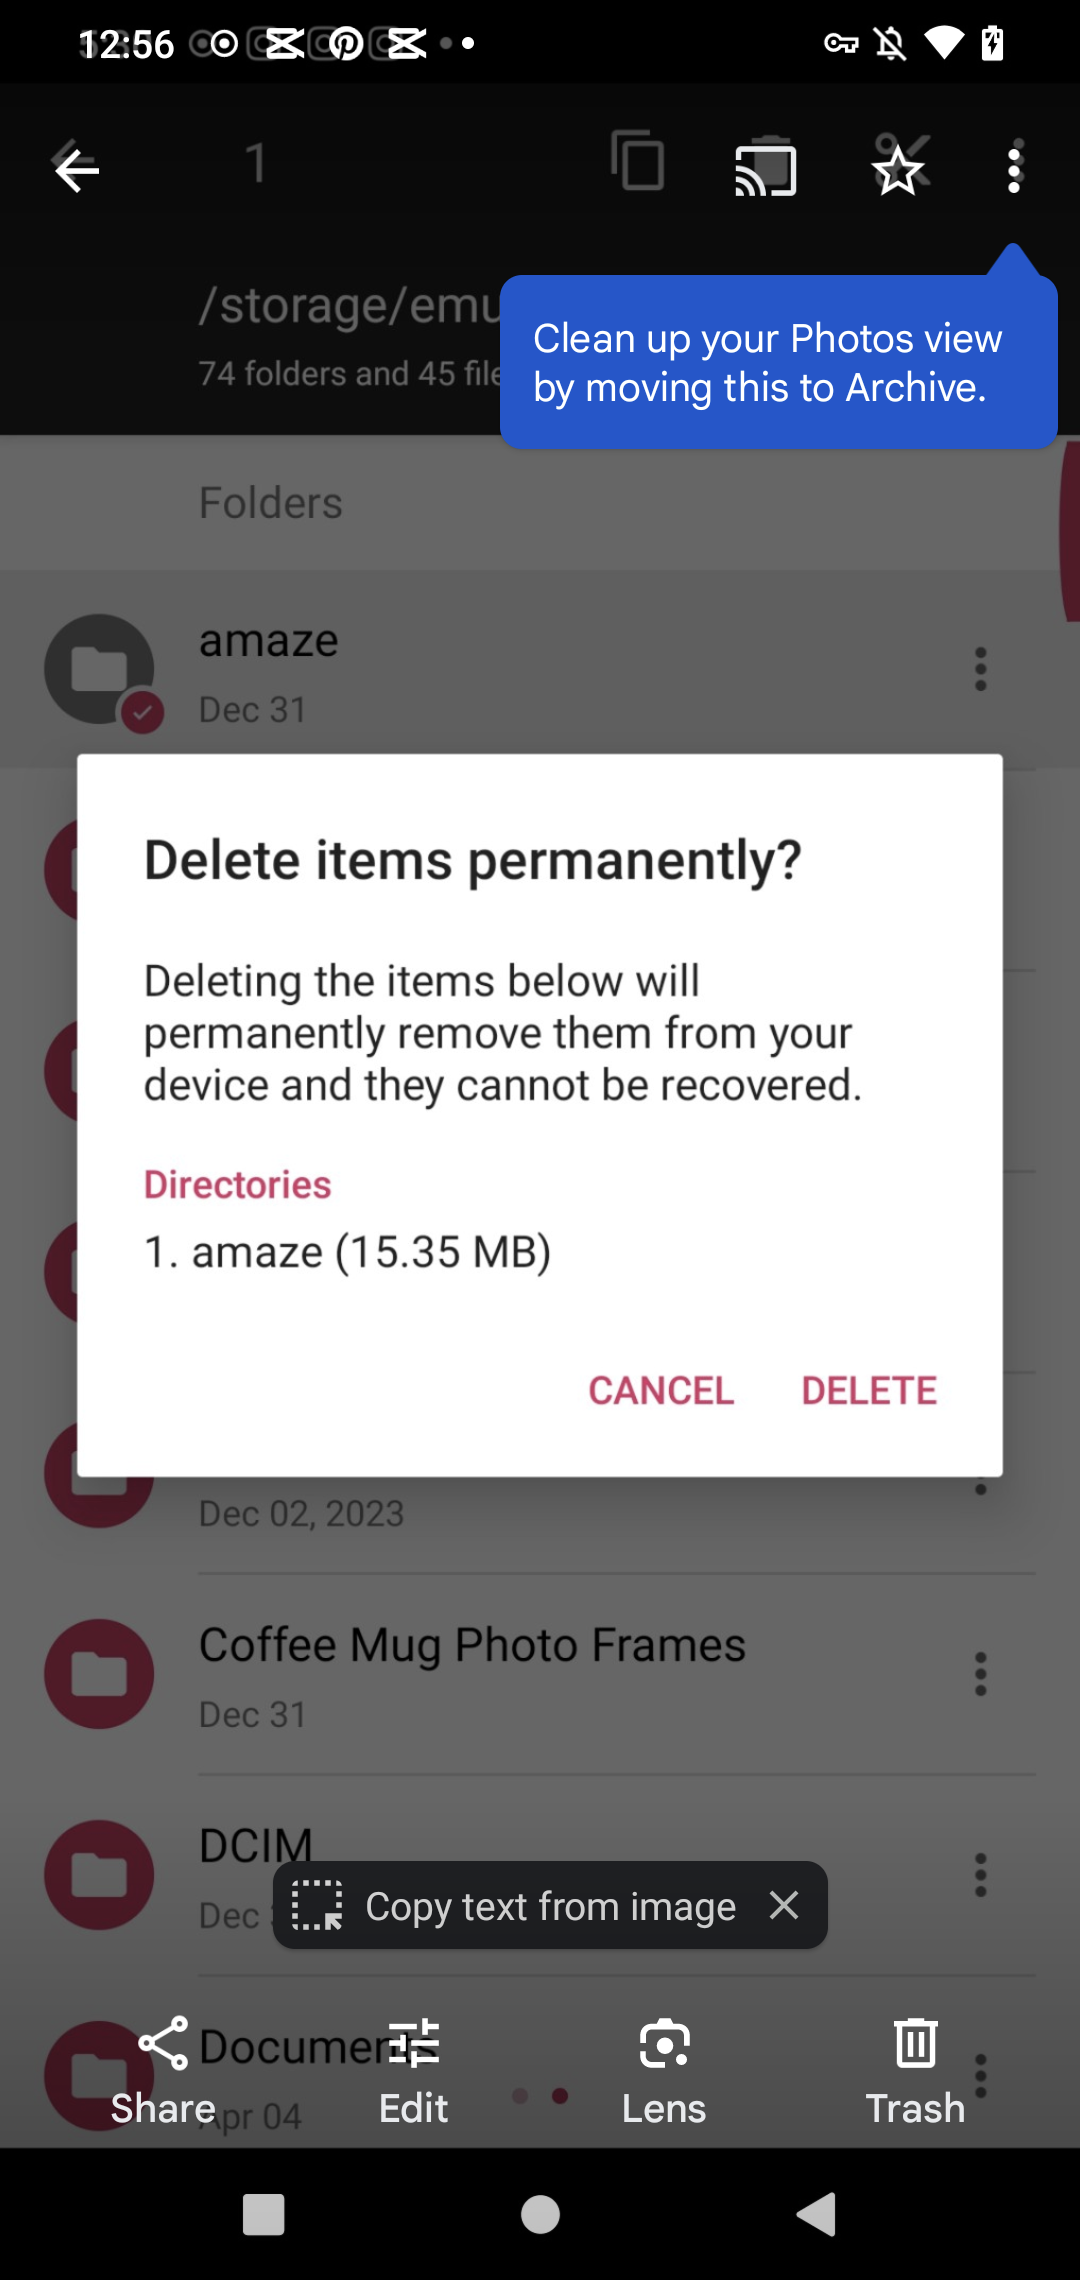 12:56
1
/storage/emu
74 folders and 45 file
Clean up your Photos view
by moving this to Archive.
Folders
amaze
Dec 31
Delete items permanently?
Deleting the items below will
permanently remove them from your
device and they cannot be recovered.
Directories
1. amaze (15.35 MB)
CANCEL DELETE
Dec 02, 2023
Coffee Mug Photo Frames
Dec 31
DCIM
Dec
Copy text from image
Documents
Apr 04
Share Edit Lens Trash